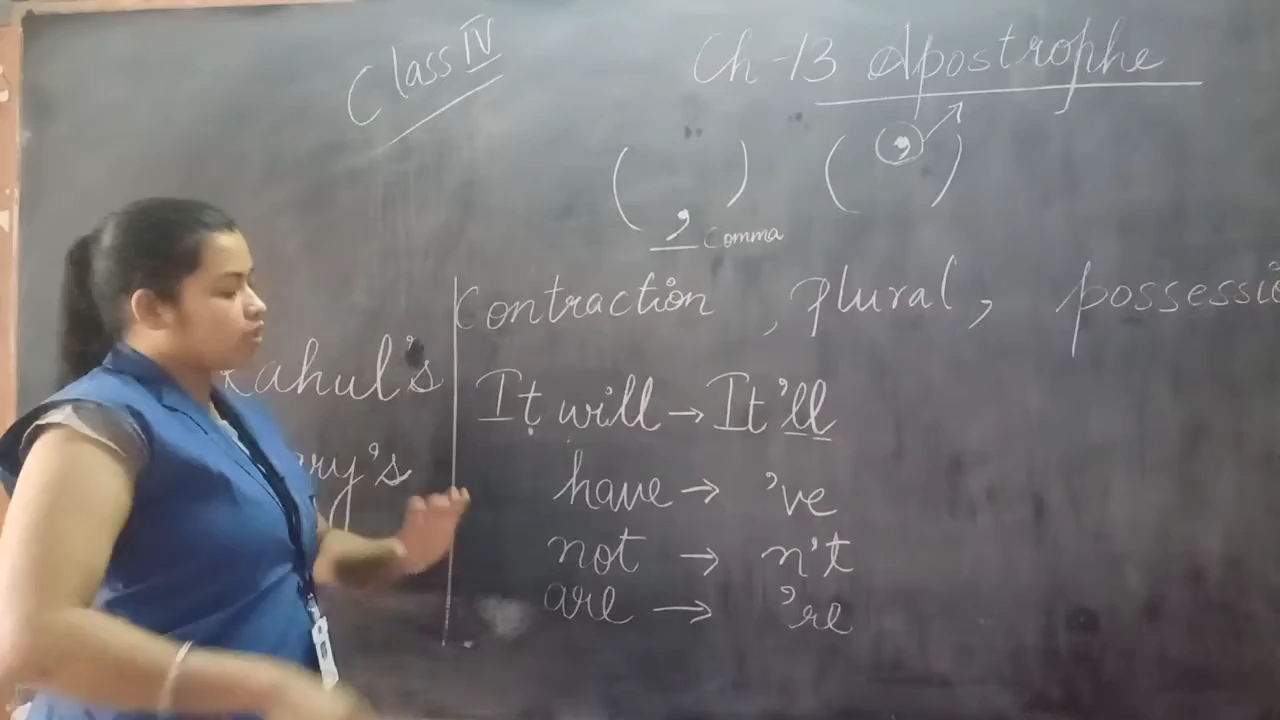 Class IV
Ch-13 Apostrophe
( , ) ( ’ )
Comma
Contraction, plural, possessio
Rahul's
It will → It'll
ry's
have → 've
not → n't
are → 're